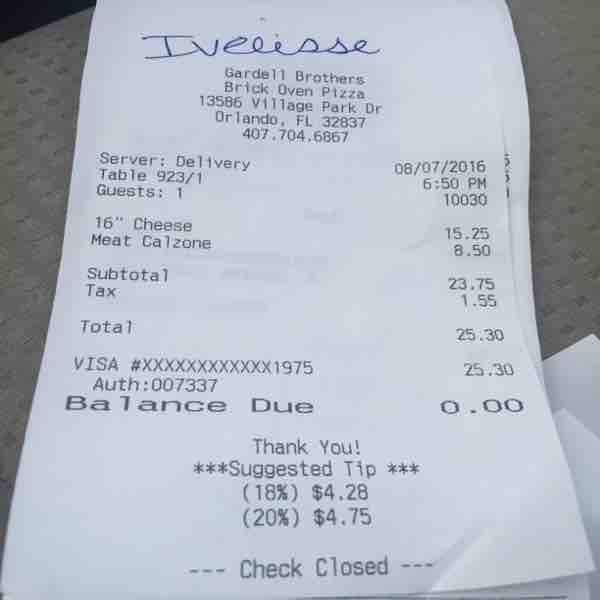 Ivelisse
Gardell Brothers
Brick Oven Pizza
13586 Village Park Dr
Orlando, FL 32837
407.704.6867
Server: Delivery 08/07/2016
Table 923/1 6:50 PM
Guests: 1 10030
16" Cheese 15.25
Meat Calzone 8.50
Subtotal 23.75
Tax 1.55
Total 25.30
VISA #XXXXXXXXXXXX1975 25.30
Auth:007337
Balance Due 0.00
Thank You!
***Suggested Tip ***
(18%) $4.28
(20%) $4.75
--- Check Closed ---